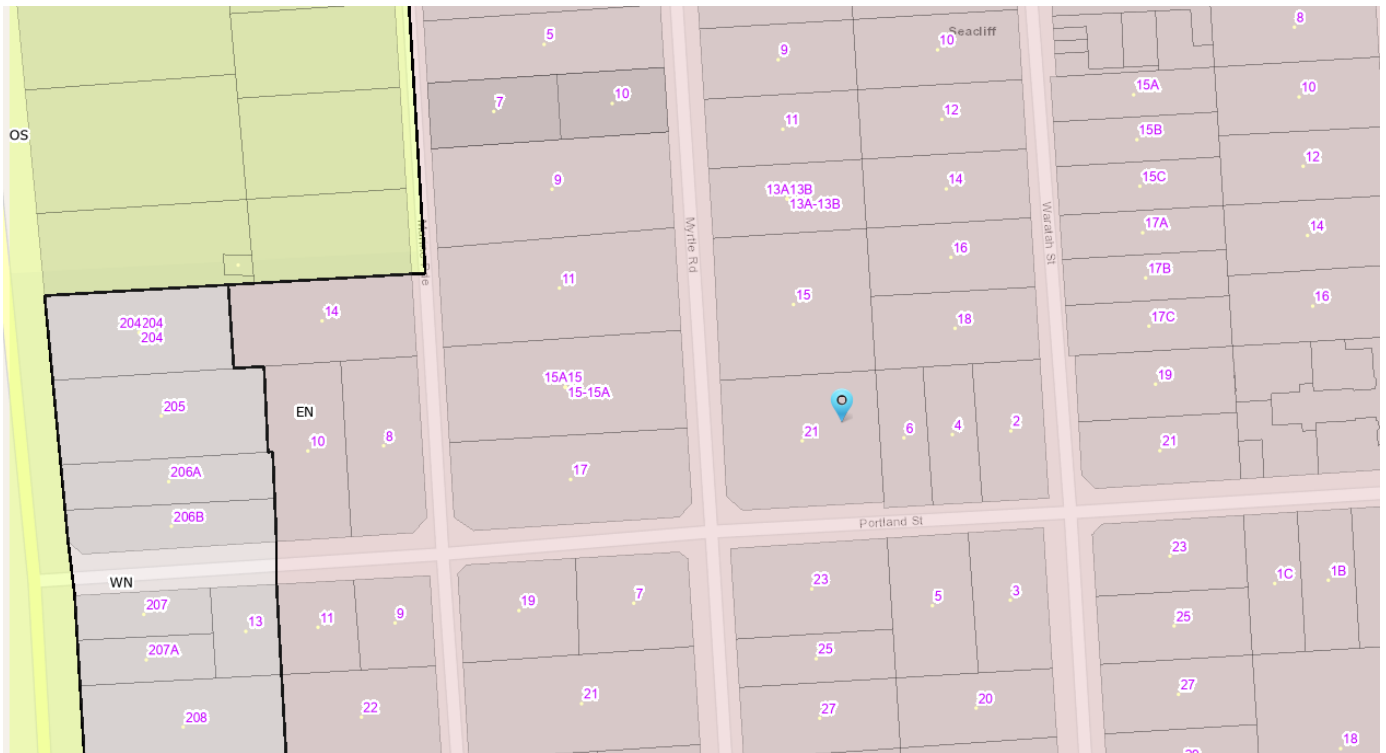 8
5
9
10
Seacliff
15A
10
7
10
11
12
15B
OS
12
9
13A13B
13A-13B
14
15C
17A
14
16
17B
Myrtle Rd
Waratah St
11
15
16
14
18
17C
204204
204
19
15A15
15-15A
205
EN
21
6
4
2
10
8
21
17
206A
206B
Portland St
23
WN
1C
1B
23
207
13
11
9
19
7
5
3
25
207A
25
27
21
20
22
27
208
18